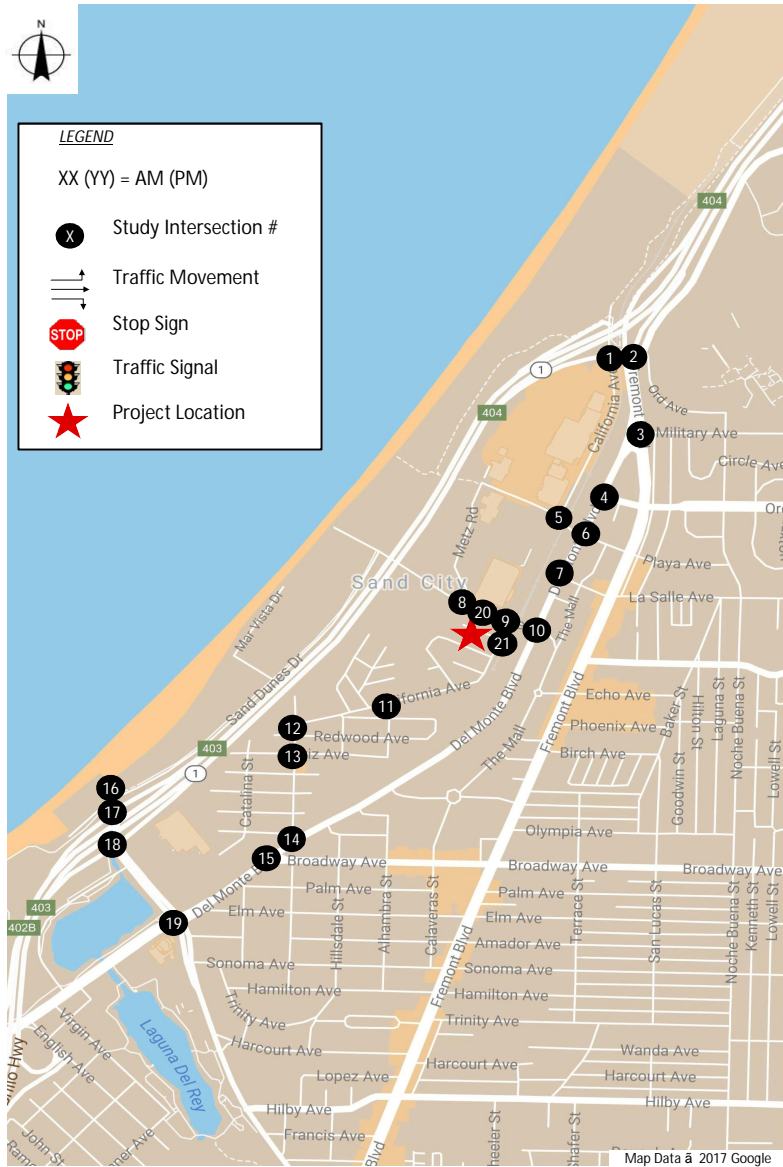 N
LEGEND
XX (YY) = AM (PM)
X Study Intersection #
Traffic Movement
STOP Stop Sign
Traffic Signal
Project Location
404
1
2
1
California Ave
Fremont
Ord Ave
404
3
Military Ave
Circle Ave
4
5
6
Metz Rd
Playa Ave
7
Sand City
La Salle Ave
The Mall
8
20
9
10
21
Mar Vista Dr
Sand Dunes Dr
Del Monte Blvd
Fremont Blvd
Echo Ave
Baker St
Hilton St
Laguna St
Noche Buena St
Lowell St
11
ifornia Ave
12
Redwood Ave
Phoenix Ave
13
iz Ave
The Mall
Birch Ave
Goodwin St
403
1
Catalina St
16
17
18
14
15
Olympia Ave
Broadway Ave
Broadway Ave
Broadway Ave
Del Monte B
Palm Ave
Palm Ave
403
402B
19
Elm Ave
Elm Ave
Hillsdale St
Alhambra St
Calaveras St
Terrace St
San Lucas St
Noche Buena St
Kenneth St
Lowell St
Amador Ave
Sonoma Ave
Sonoma Ave
Fremont Blvd
Hamilton Ave
Hamilton Ave
Trinity Ave
Trinity Ave
Virgin Ave
English Ave
Laguna Del Rey
Harcourt Ave
Wanda Ave
Lopez Ave
Harcourt Ave
Harcourt Ave
Hilby Ave
Hilby Ave
Francis Ave
John St
Blvd
Map Data ã 2017 Google